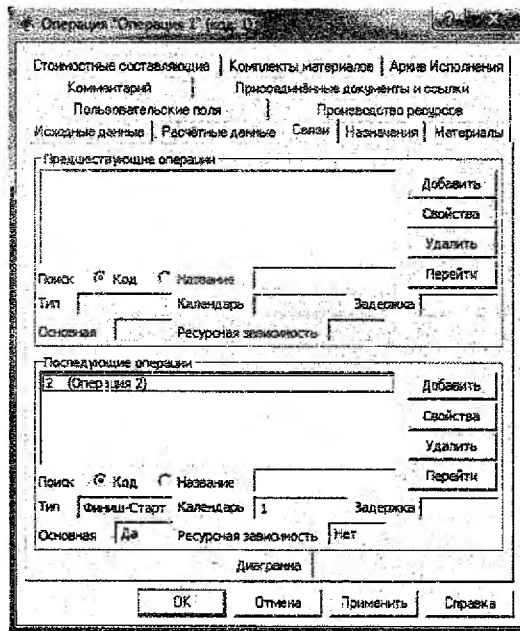 Операция "Операция 1" (код 1)
Стоимостные составляющие Комплекты материалов Архив Исполнения
Комментарий Присоединённые документы и ссылки
Пользовательские поля Производство ресурсов
Исходные данные Расчётные данные Связи Назначения Материалы
Предшествующие операции
Добавить
Свойства
Удалить
Поиск Код Название Перейти
Тип Календарь Задержка
Основная Ресурсная зависимость
Последующие операции
2 (Операция 2) Добавить
Свойства
Удалить
Поиск Код Название Перейти
Тип Финиш-Старт Календарь 1 Задержка
Основная Да Ресурсная зависимость Нет
Диаграмма
OK Отмена Применить Справка